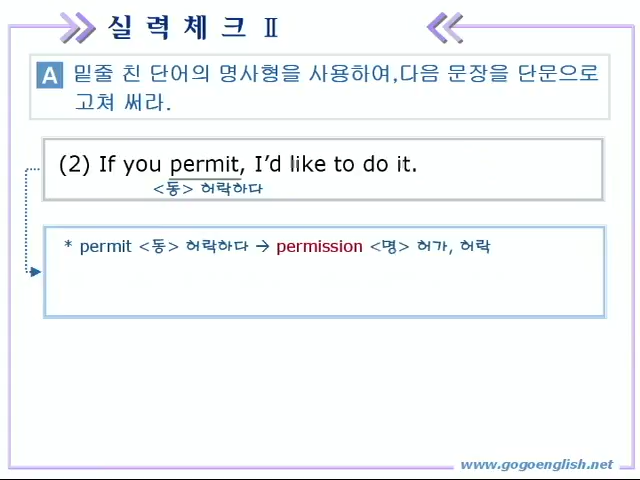 실 력 체 크 Ⅱ
A 밑줄 친 단어의 명사형을 사용하여,다음 문장을 단문으로
고쳐 써라.
(2) If you permit, I’d like to do it.
<동> 허락하다
* permit <동> 허락하다 → permission <명> 허가, 허락
www.gogoenglish.net